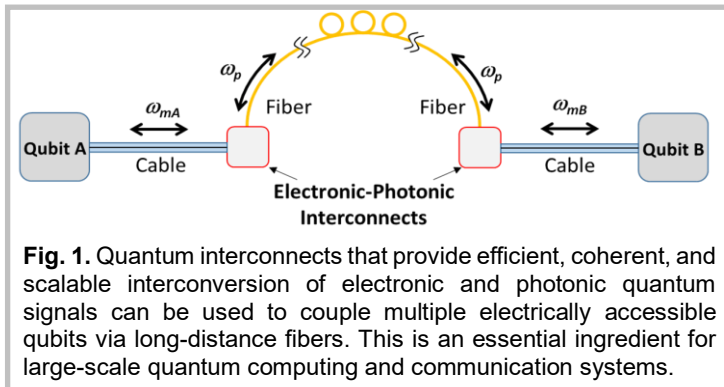 ωp
ωp
ωmA
Fiber
Fiber
ωmB
Qubit A
Cable
Cable
Qubit B
Electronic-Photonic
Interconnects
Fig. 1. Quantum interconnects that provide efficient, coherent, and
scalable interconversion of electronic and photonic quantum
signals can be used to couple multiple electrically accessible
qubits via long-distance fibers. This is an essential ingredient for
large-scale quantum computing and communication systems.